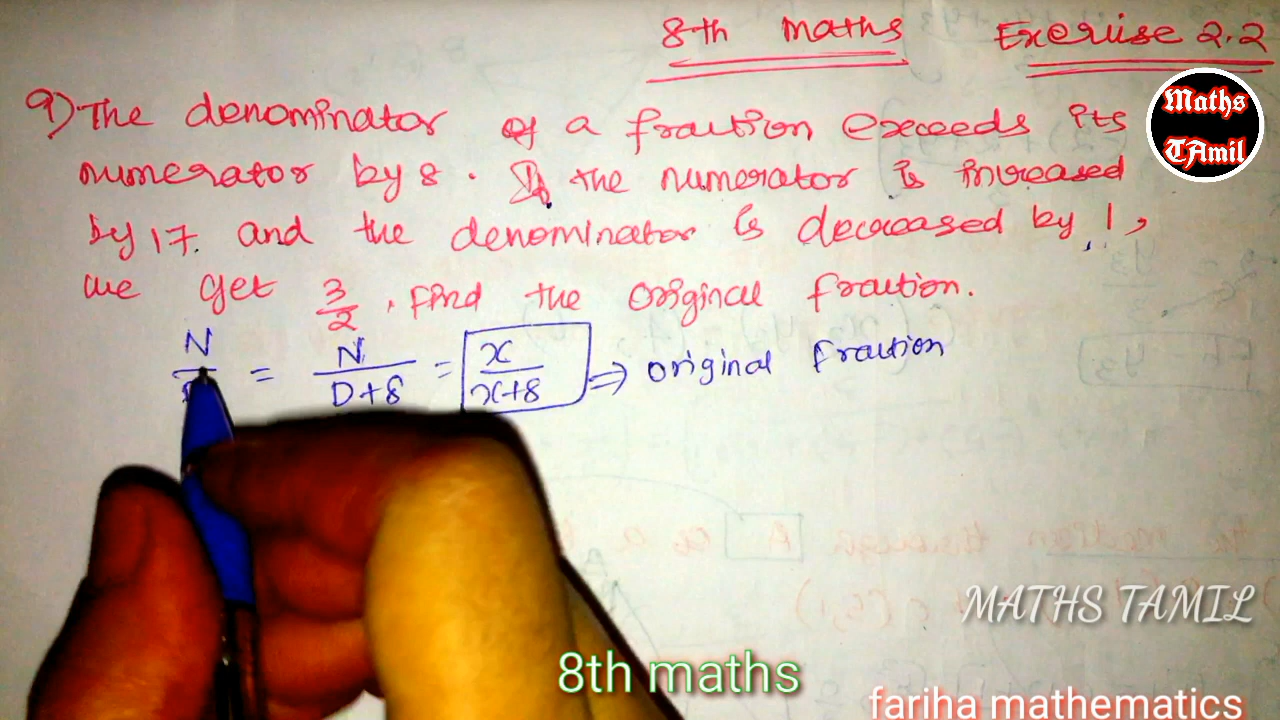 8th maths Exercise 2.2
Maths
TAmil
9) The denominator of a fraction exceeds its
numerator by 8. If the numerator is increased
by 17 and the denominator is decreased by 1,
we get 3/2, find the original fraction.
N = N/D+8 = x/x+8 ⇒ original fraction
MATHS TAMIL
8th maths
fariha mathematics